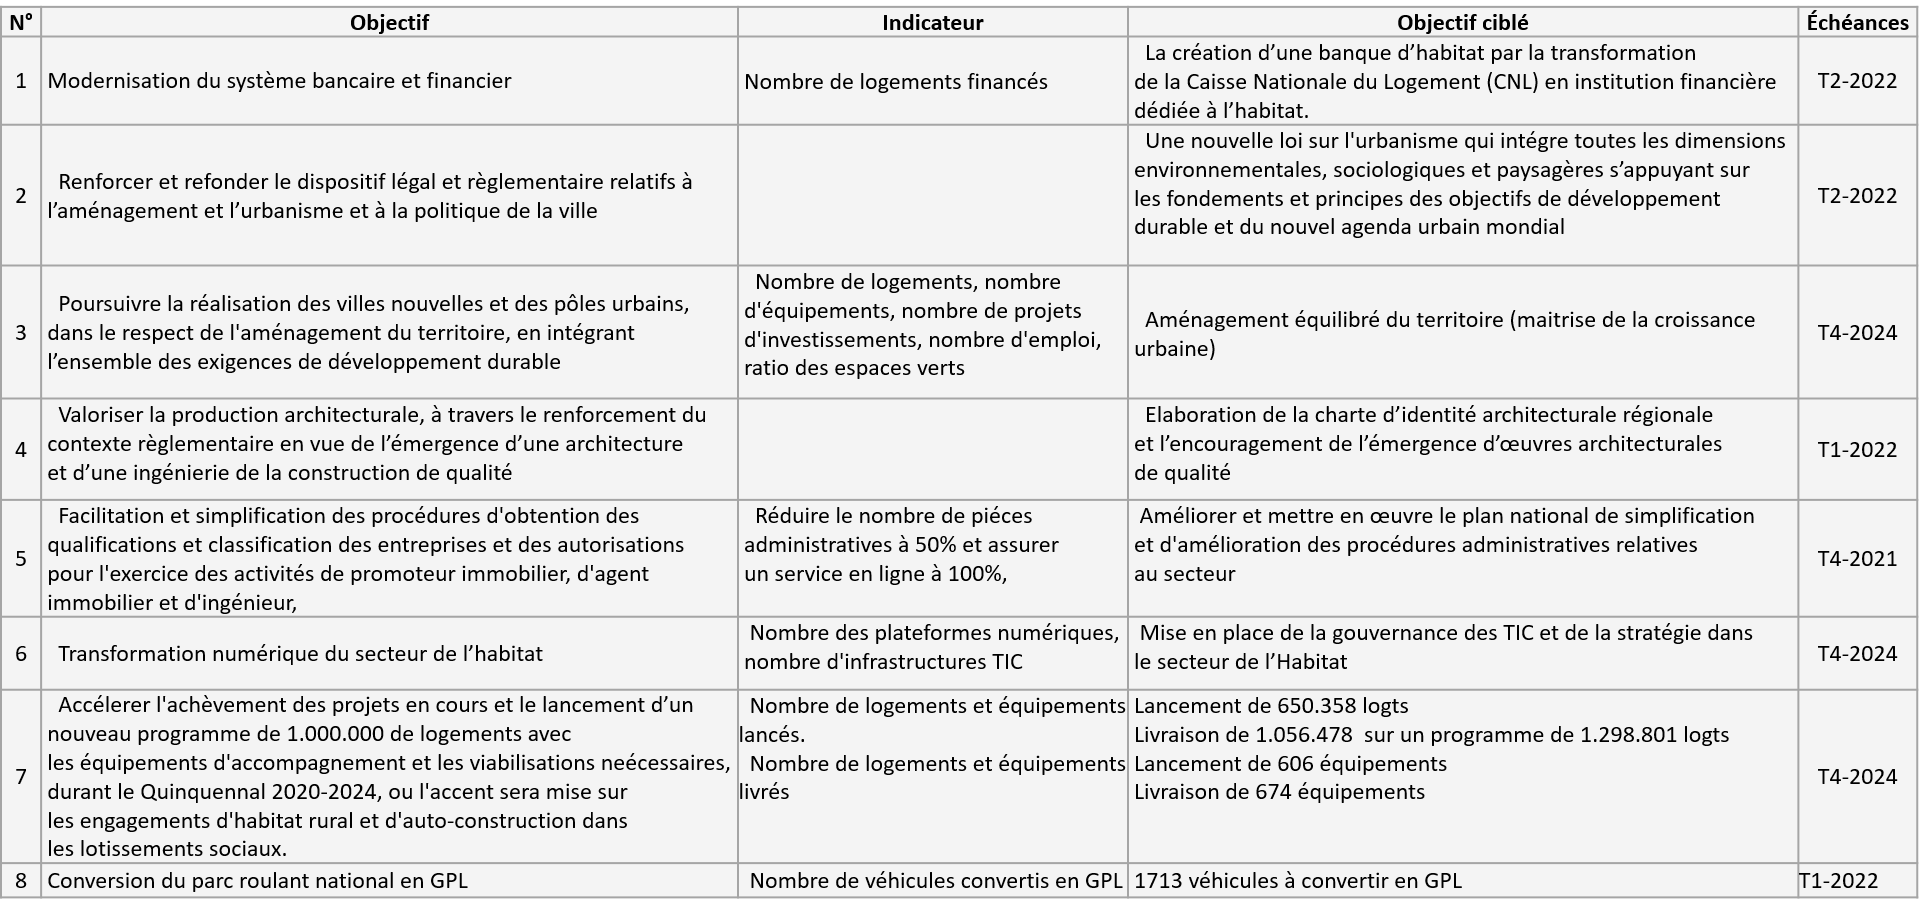 N° Objectif Indicateur Objectif ciblé Échéances
1
Modernisation du système bancaire et financier
Nombre de logements financés
La création d’une banque d’habitat par la transformation
de la Caisse Nationale du Logement (CNL) en institution financière
dédiée à l’habitat.
T2-2022
2
Renforcer et refonder le dispositif légal et règlementaire relatifs à
l’aménagement et l’urbanisme et à la politique de la ville
Une nouvelle loi sur l'urbanisme qui intégre toutes les dimensions
environnementales, sociologiques et paysagères s’appuyant sur
les fondements et principes des objectifs de développement
durable et du nouvel agenda urbain mondial
T2-2022
3
Poursuivre la réalisation des villes nouvelles et des pôles urbains,
dans le respect de l'aménagement du territoire, en intégrant
l’ensemble des exigences de développement durable
Nombre de logements, nombre
d'équipements, nombre de projets
d'investissements, nombre d'emploi,
ratio des espaces verts
Aménagement équilibré du territoire (maitrise de la croissance
urbaine)
T4-2024
4
Valoriser la production architecturale, à travers le renforcement du
contexte règlementaire en vue de l’émergence d’une architecture
et d’une ingénierie de la construction de qualité
Elaboration de la charte d’identité architecturale régionale
et l’encouragement de l’émergence d’œuvres architecturales
de qualité
T1-2022
5
Facilitation et simplification des procédures d'obtention des
qualifications et classification des entreprises et des autorisations
pour l'exercice des activités de promoteur immobilier, d'agent
immobilier et d'ingénieur,
Réduire le nombre de piéces
administratives à 50% et assurer
un service en ligne à 100%,
Améliorer et mettre en œuvre le plan national de simplification
et d'amélioration des procédures administratives relatives
au secteur
T4-2021
6
Transformation numérique du secteur de l’habitat
Nombre des plateformes numériques,
nombre d'infrastructures TIC
Mise en place de la gouvernance des TIC et de la stratégie dans
le secteur de l’Habitat
T4-2024
7
Accélerer l'achèvement des projets en cours et le lancement d’un
nouveau programme de 1.000.000 de logements avec
les équipements d'accompagnement et les viabilisations neécessaires,
durant le Quinquennal 2020-2024, ou l'accent sera mise sur
les engagements d'habitat rural et d'auto-construction dans
les lotissements sociaux.
Nombre de logements et équipements
lancés.
Nombre de logements et équipements
livrés
Lancement de 650.358 logts
Livraison de 1.056.478 sur un programme de 1.298.801 logts
Lancement de 606 équipements
Livraison de 674 équipements
T4-2024
8
Conversion du parc roulant national en GPL
Nombre de véhicules convertis en GPL
1713 véhicules à convertir en GPL
T1-2022